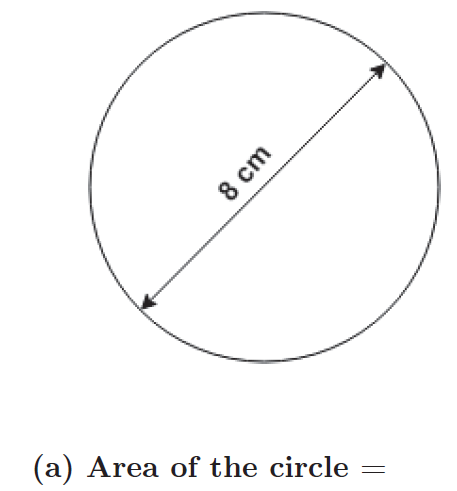 8 cm
(a) Area of the circle =